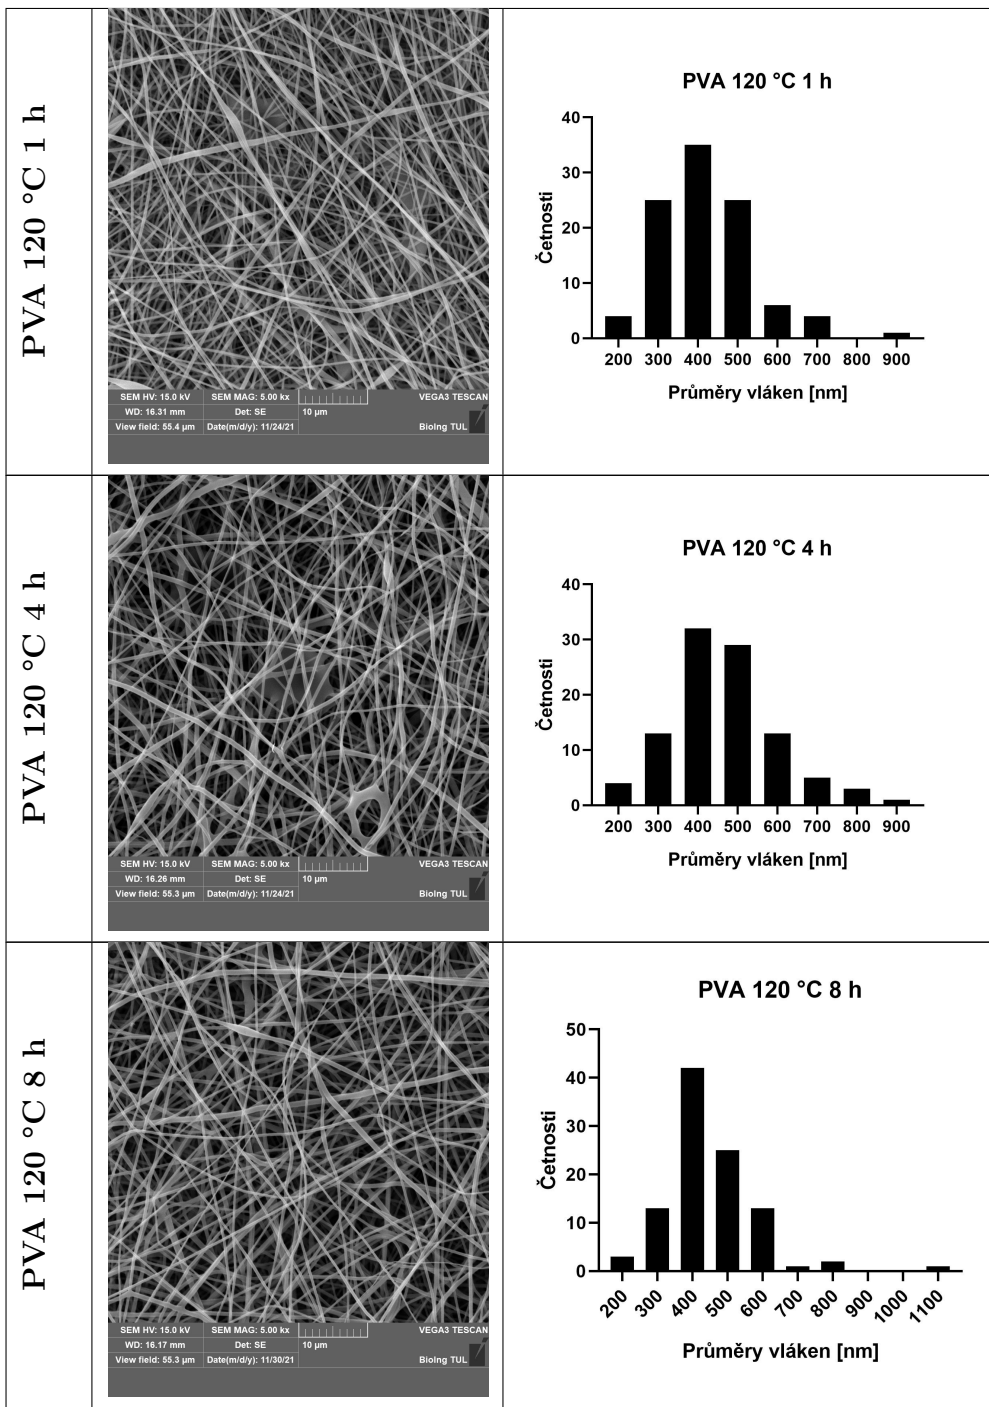 PVA 120 °C 1 h
SEM HV: 15.0 kV SEM MAG: 5.00 kx VEGA3 TESCAN
WD: 16.31 mm Det: SE 10 µm
View field: 55.4 µm Date(m/d/y): 11/24/21 BioIng TUL
PVA 120 °C 1 h
Četnosti
40
30
20
10
0
200 300 400 500 600 700 800 900
Průměry vláken [nm]
PVA 120 °C 4 h
SEM HV: 15.0 kV SEM MAG: 5.00 kx VEGA3 TESCAN
WD: 16.26 mm Det: SE 10 µm
View field: 55.3 µm Date(m/d/y): 11/24/21 BioIng TUL
PVA 120 °C 4 h
Četnosti
40
30
20
10
0
200 300 400 500 600 700 800 900
Průměry vláken [nm]
PVA 120 °C 8 h
SEM HV: 15.0 kV SEM MAG: 5.00 kx VEGA3 TESCAN
WD: 16.17 mm Det: SE 10 µm
View field: 55.3 µm Date(m/d/y): 11/30/21 BioIng TUL
PVA 120 °C 8 h
Četnosti
50
40
30
20
10
0
200 300 400 500 600 700 800 900 1000 1100
Průměry vláken [nm]